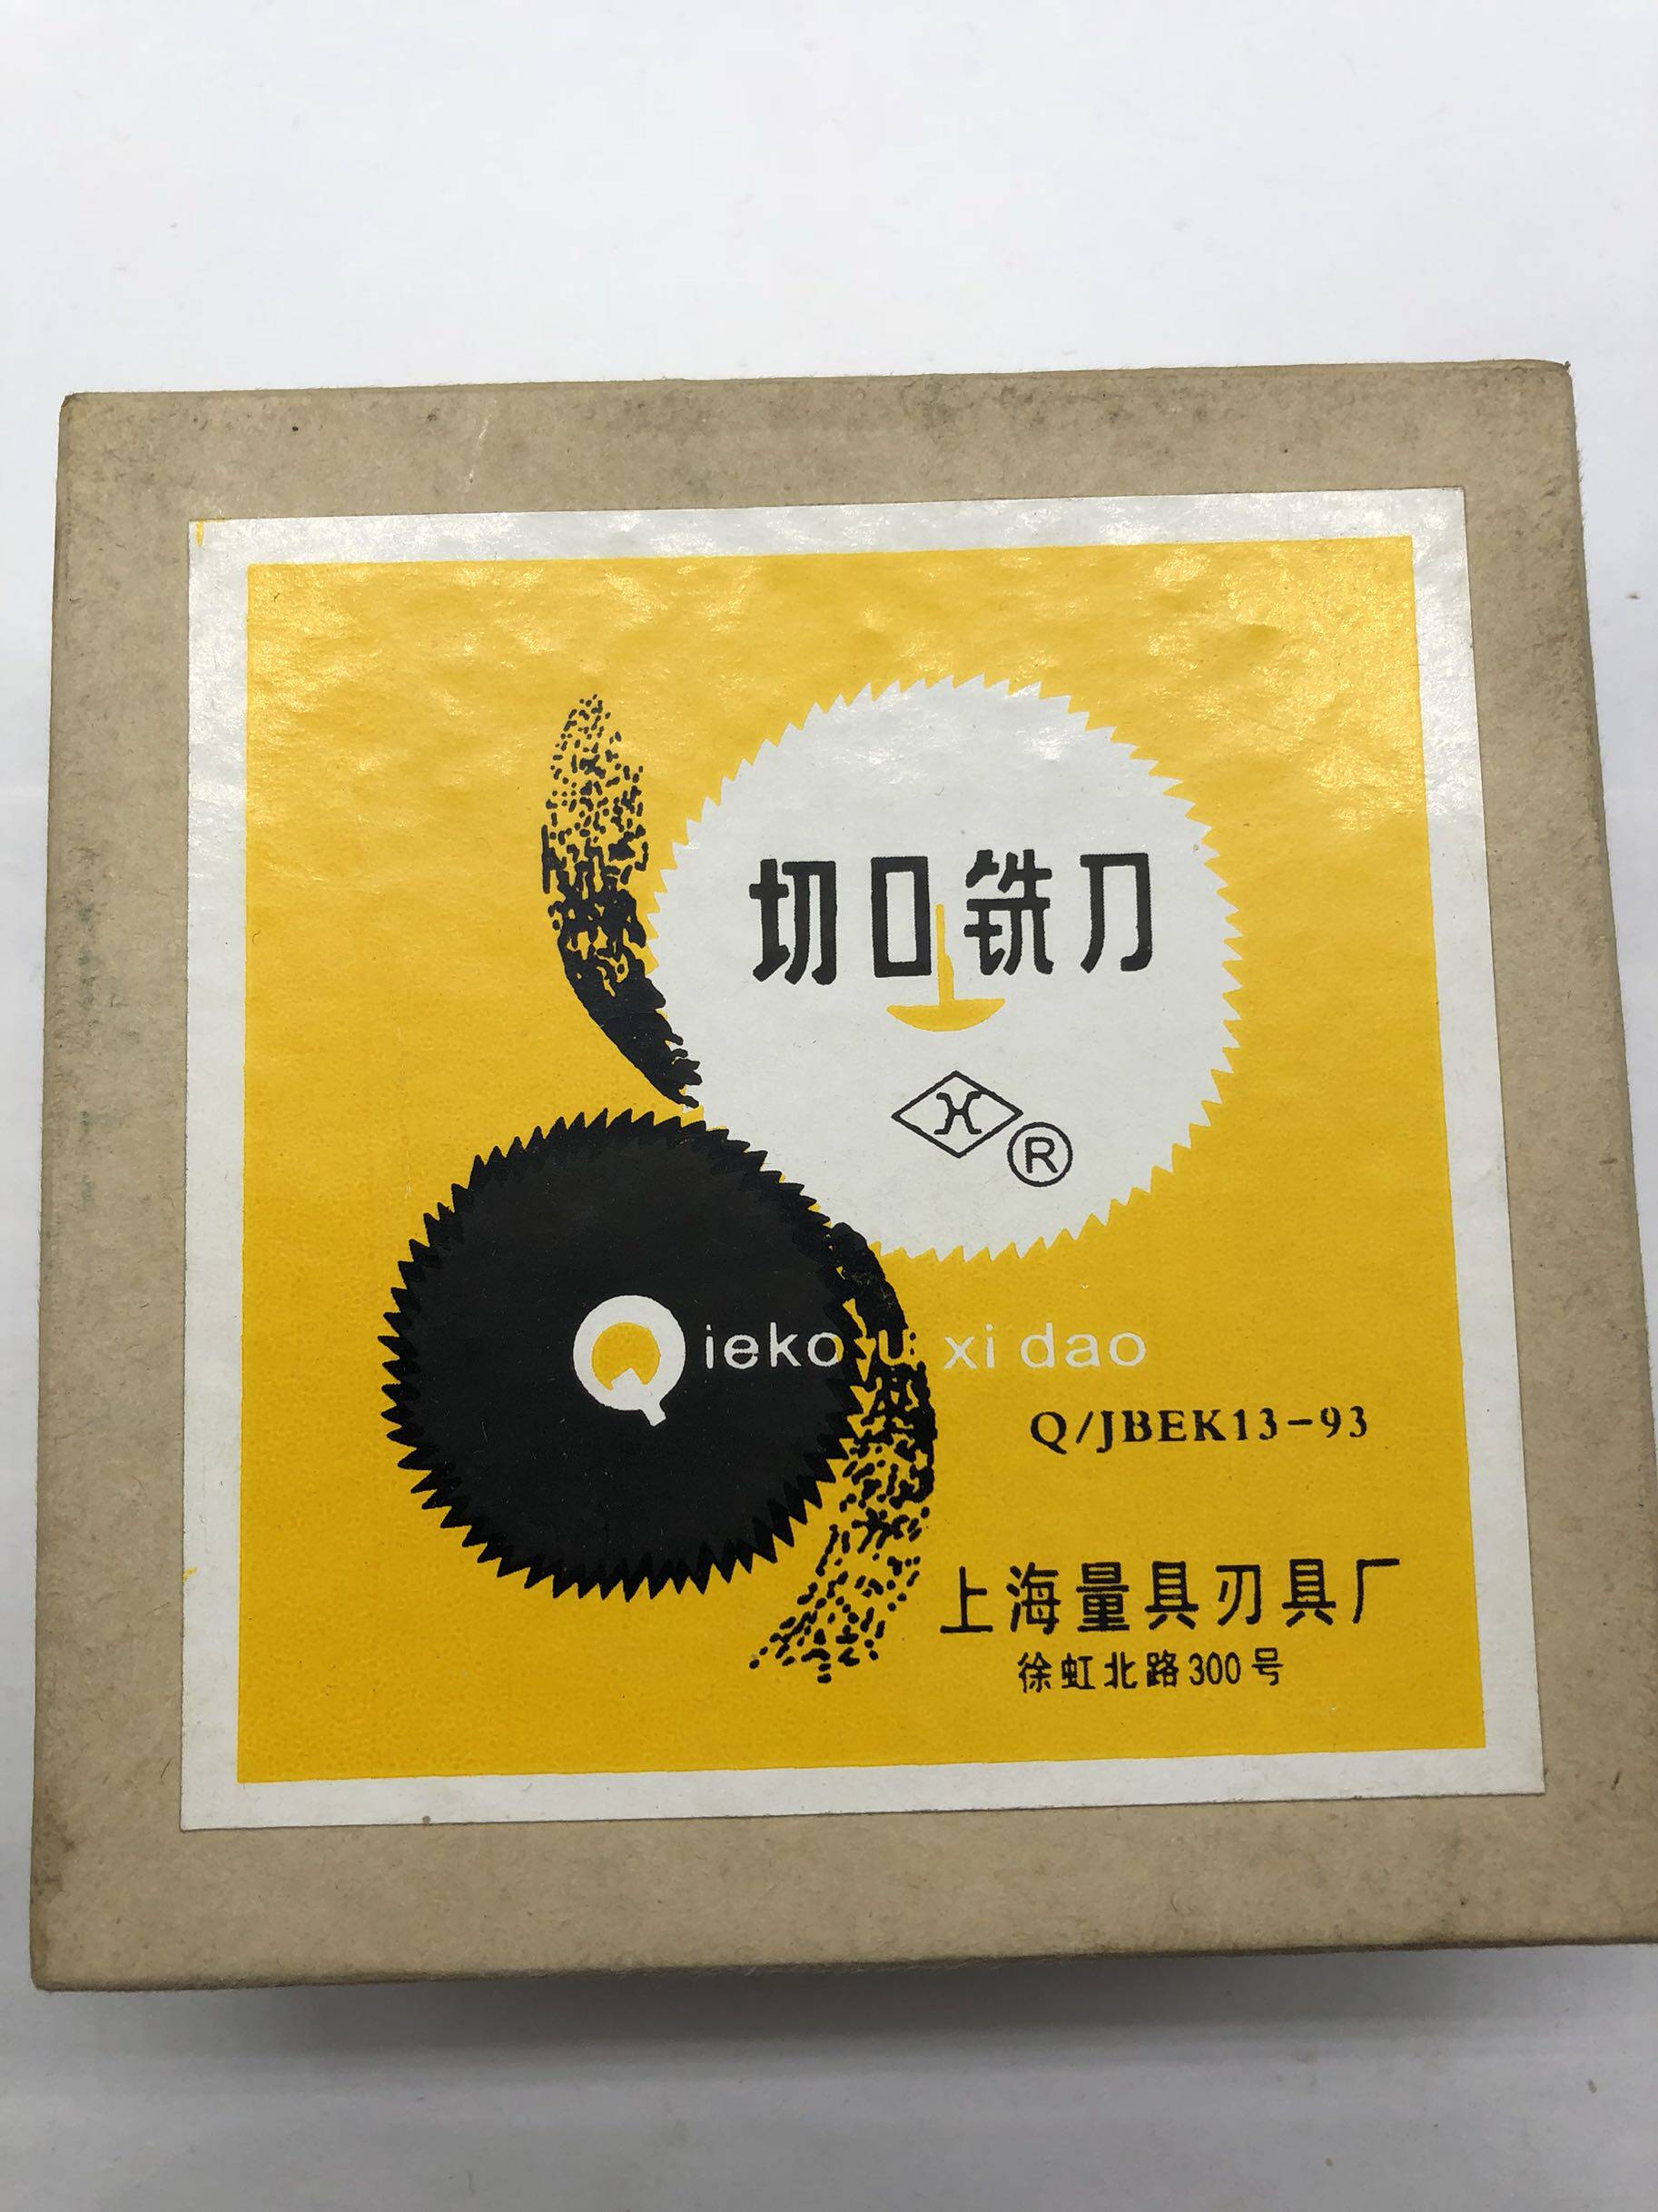 切口铣刀
H
®
Qiekou xi dao
Q/JBEK13-93
上海量具刃具厂
徐虹北路300号